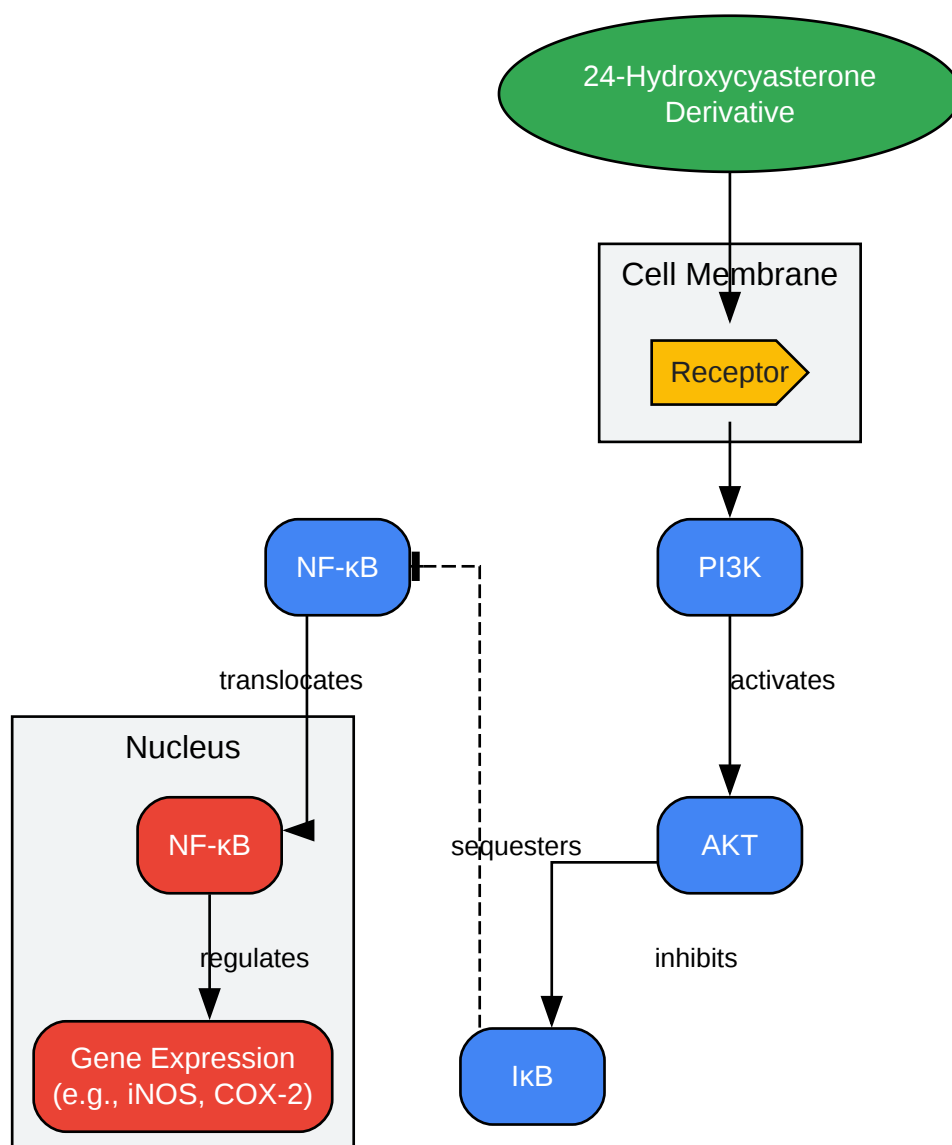 24-Hydroxycyasterone
Derivative
Cell Membrane
Receptor
NF-κB
PI3K
translocates
activates
Nucleus
NF-κB
sequesters
AKT
regulates
inhibits
Gene Expression
(e.g., iNOS, COX-2)
IκB